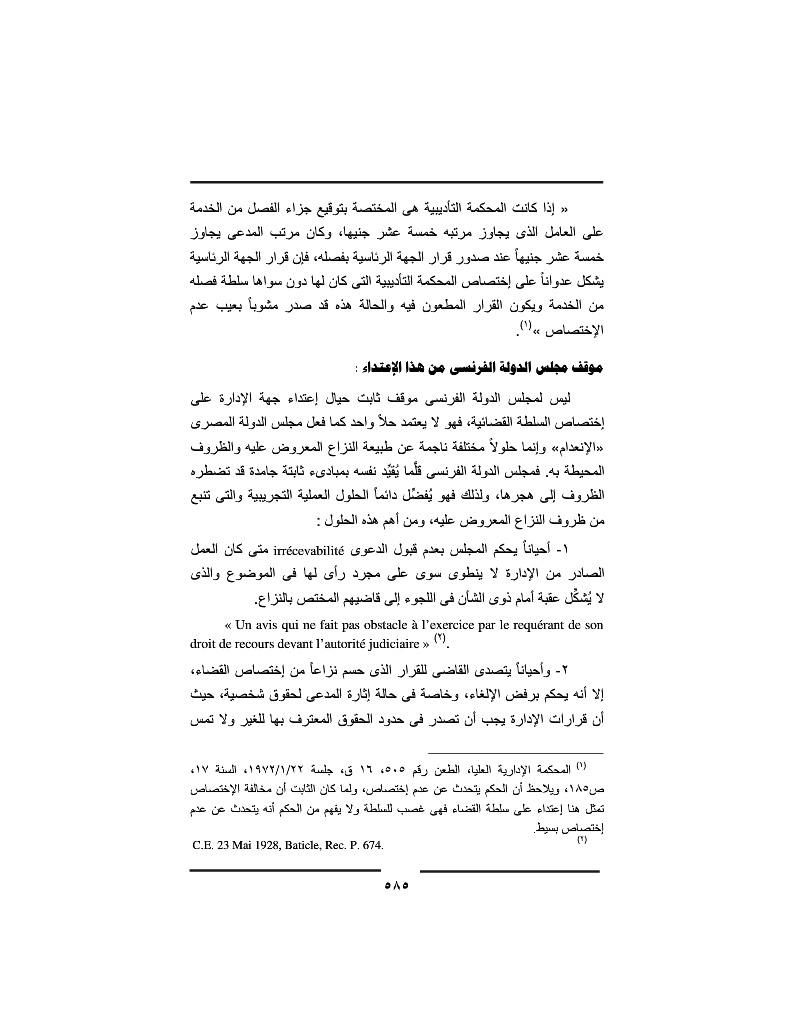 « إذا كانت المحكمة التأديبية هى المختصة بتوقيع جزاء الفصل من الخدمة
على العامل الذى يجاوز مرتبه خمسة عشر جنيها، وكان مرتب المدعى يجاوز
خمسة عشر جنيهاً عند صدور قرار الجهة الرئاسية بفصله، فإن قرار الجهة الرئاسية
يشكل عدواناً على إختصاص المحكمة التأديبية التى كان لها دون سواها سلطة فصله
من الخدمة ويكون القرار المطعون فيه والحالة هذه قد صدر مشوباً بعيب عدم
الإختصاص »(١).
موقف مجلس الدولة الفرنسى من هذا الإعتداء :
ليس لمجلس الدولة الفرنسى موقف ثابت حيال إعتداء جهة الإدارة على
إختصاص السلطة القضائية، فهو لا يعتمد حلاً واحد كما فعل مجلس الدولة المصرى
«الإنعدام» وإنما حلولاً مختلفة ناجمة عن طبيعة النزاع المعروض عليه والظروف
المحيطة به. فمجلس الدولة الفرنسى قلَّما يُقيِّد نفسه بمبادىء ثابتة جامدة قد تضطره
الظروف إلى هجرها، ولذلك فهو يُفضِّل دائماً الحلول العملية التجريبية والتى تنبع
من ظروف النزاع المعروض عليه، ومن أهم هذه الحلول :
١- أحياناً يحكم المجلس بعدم قبول الدعوى irrécevabilité متى كان العمل
الصادر من الإدارة لا ينطوى سوى على مجرد رأى لها فى الموضوع والذى
لا يُشكِّل عقبة أمام ذوى الشأن فى اللجوء إلى قاضيهم المختص بالنزاع.
« Un avis qui ne fait pas obstacle à l’exercice par le requérant de son
droit de recours devant l’autorité judiciaire » (٢).
٢- وأحياناً يتصدى القاضى للقرار الذى حسم نزاعاً من إختصاص القضاء،
إلا أنه يحكم برفض الإلغاء، وخاصة فى حالة إثارة المدعى لحقوق شخصية، حيث
أن قرارات الإدارة يجب أن تصدر فى حدود الحقوق المعترف بها للغير ولا تمس
(١) المحكمة الإدارية العليا، الطعن رقم ٥٠٥، ١٦ ق، جلسة ١٩٧٢/١/٢٢، السنة ١٧،
ص١٨٥، ويلاحظ أن الحكم يتحدث عن عدم إختصاص، ولما كان الثابت أن مخالفة الإختصاص
تمثل هنا إعتداء على سلطة القضاء فهى غصب للسلطة ولا يفهم من الحكم أنه يتحدث عن عدم
إختصاص بسيط.
(٢) C.E. 23 Mai 1928, Baticle, Rec. P. 674.
٥٨٥